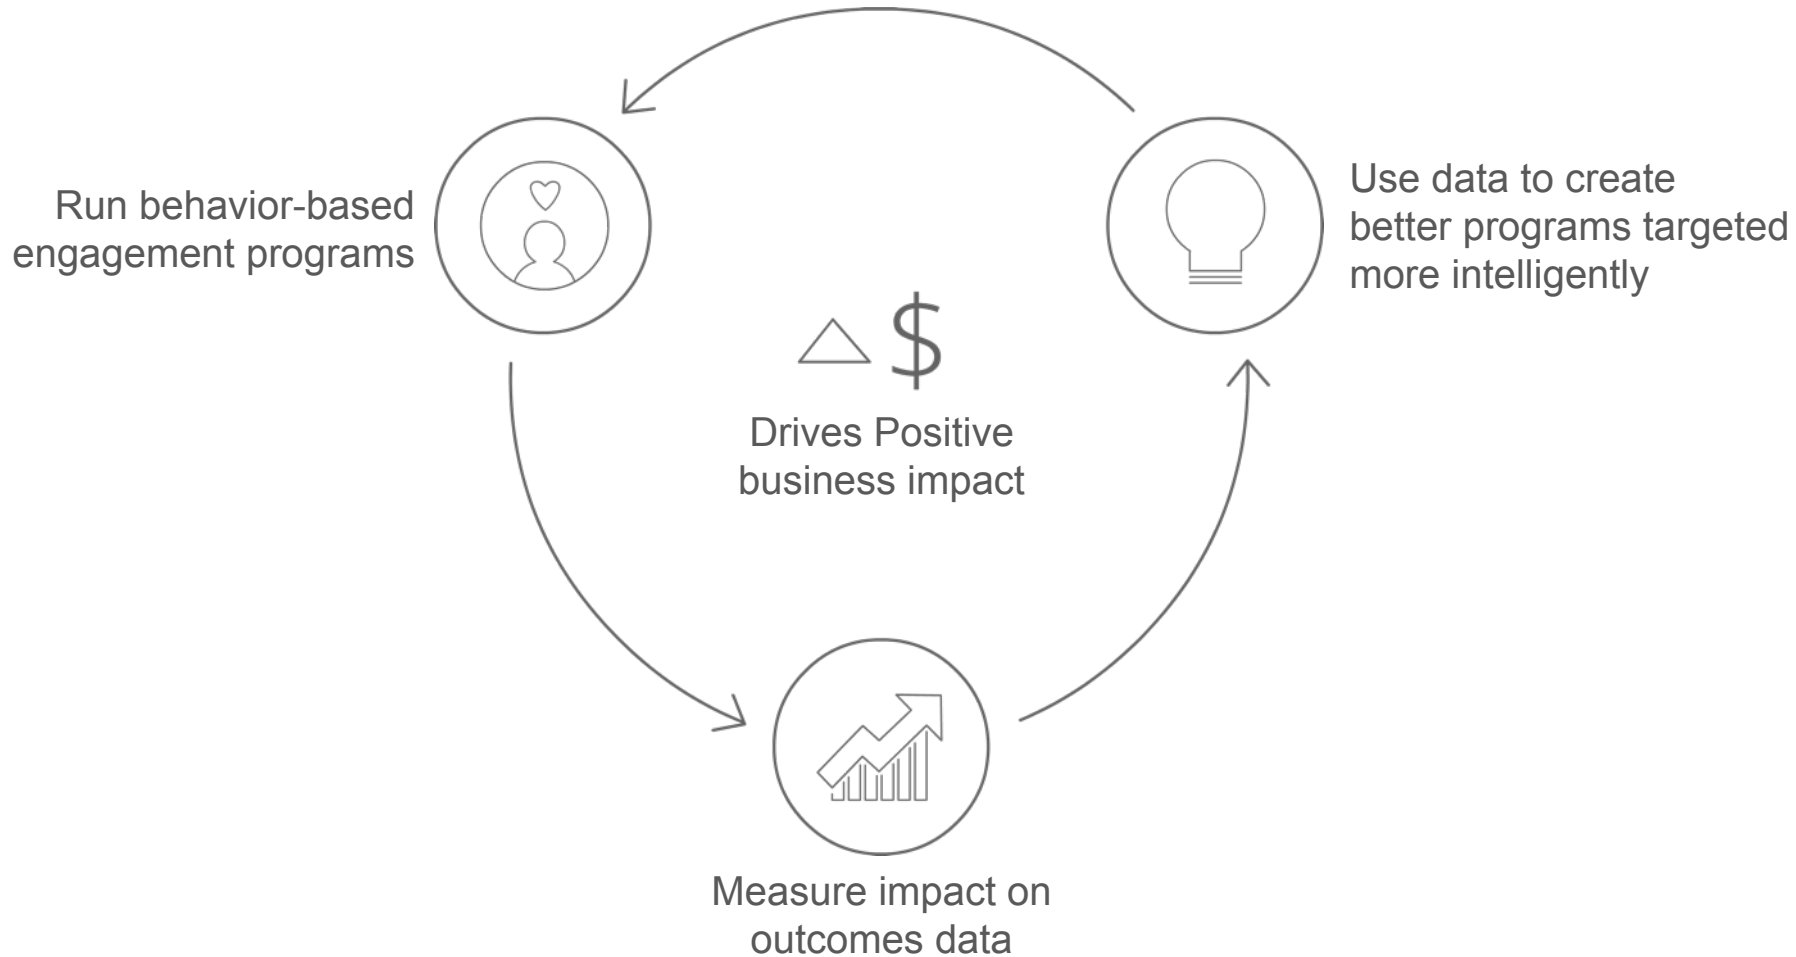 Run behavior-based
engagement programs
Use data to create
better programs targeted
more intelligently
$
Drives Positive
business impact
Measure impact on
outcomes data